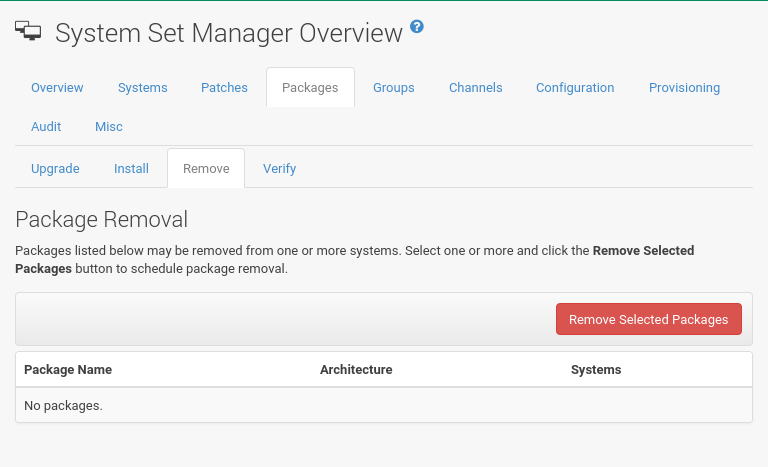 System Set Manager Overview ?
Overview Systems Patches Packages Groups Channels Configuration Provisioning
Audit Misc
Upgrade Install Remove Verify
Package Removal
Packages listed below may be removed from one or more systems. Select one or more and click the Remove Selected
Packages button to schedule package removal.
Remove Selected Packages
Package Name Architecture Systems
No packages.